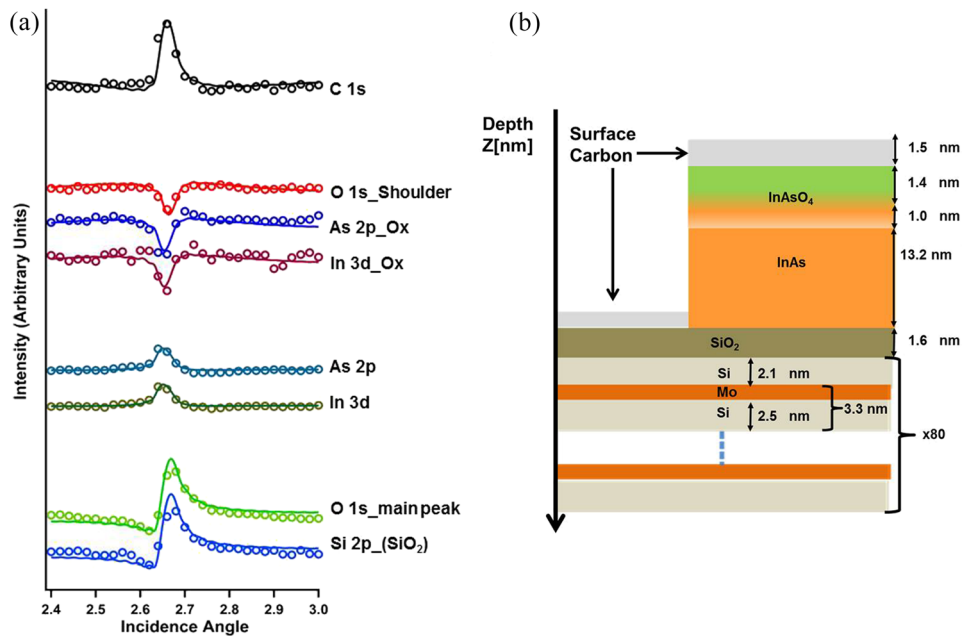 (a)
C 1s
O 1s_Shoulder
As 2p_Ox
In 3d_Ox
As 2p
In 3d
O 1s_main peak
Si 2p_(SiO₂)
Intensity (Arbitrary Units)
2.4 2.5 2.6 2.7 2.8 2.9 3.0
Incidence Angle
(b)
Depth
Z[nm]
Surface
Carbon
1.5 nm
1.4 nm
InAsO₄
1.0 nm
InAs
13.2 nm
SiO₂
1.6 nm
Si 2.1 nm
Mo
3.3 nm
Si 2.5 nm
x80